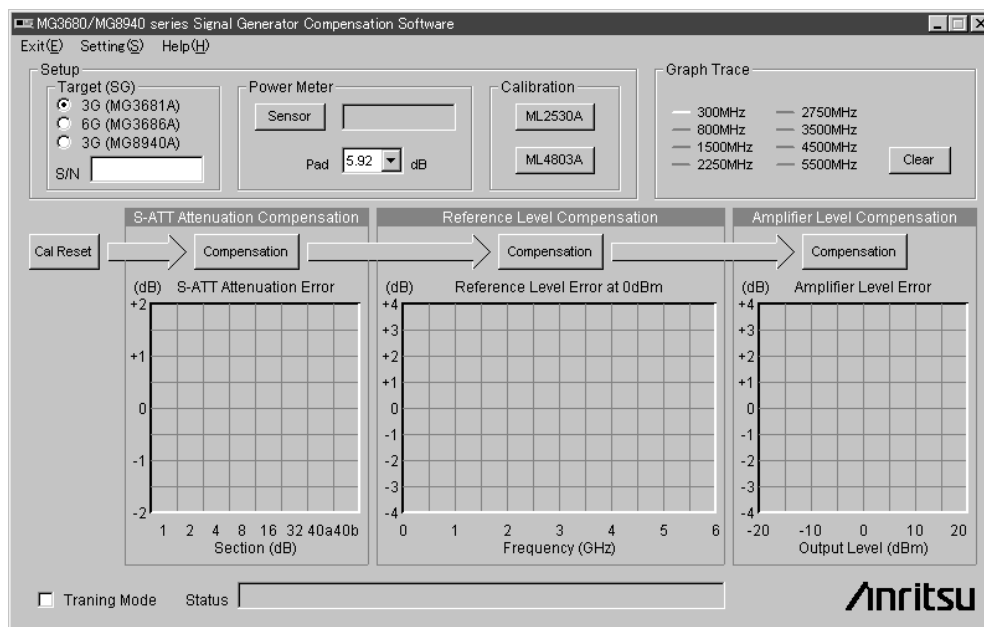 MG3680/MG8940 series Signal Generator Compensation Software
Exit(E) Setting(S) Help(H)
Setup
Target (SG)
3G (MG3681A)
6G (MG3686A)
3G (MG8940A)
S/N
Power Meter
Sensor
Pad 5.92 dB
Calibration
ML2530A
ML4803A
Graph Trace
300MHz 2750MHz
800MHz 3500MHz
1500MHz 4500MHz
2250MHz 5500MHz
Clear
Cal Reset
S-ATT Attenuation Compensation
Compensation
(dB) S-ATT Attenuation Error
+2
+1
0
-1
-2
1 2 4 8 16 32 40a 40b
Section (dB)
Reference Level Compensation
Compensation
(dB) Reference Level Error at 0dBm
+4
+3
+2
+1
0
-1
-2
-3
-4
0 1 2 3 4 5 6
Frequency (GHz)
Amplifier Level Compensation
Compensation
(dB) Amplifier Level Error
+4
+3
+2
+1
0
-1
-2
-3
-4
-20 -10 0 10 20
Output Level (dBm)
Traning Mode Status
Anritsu